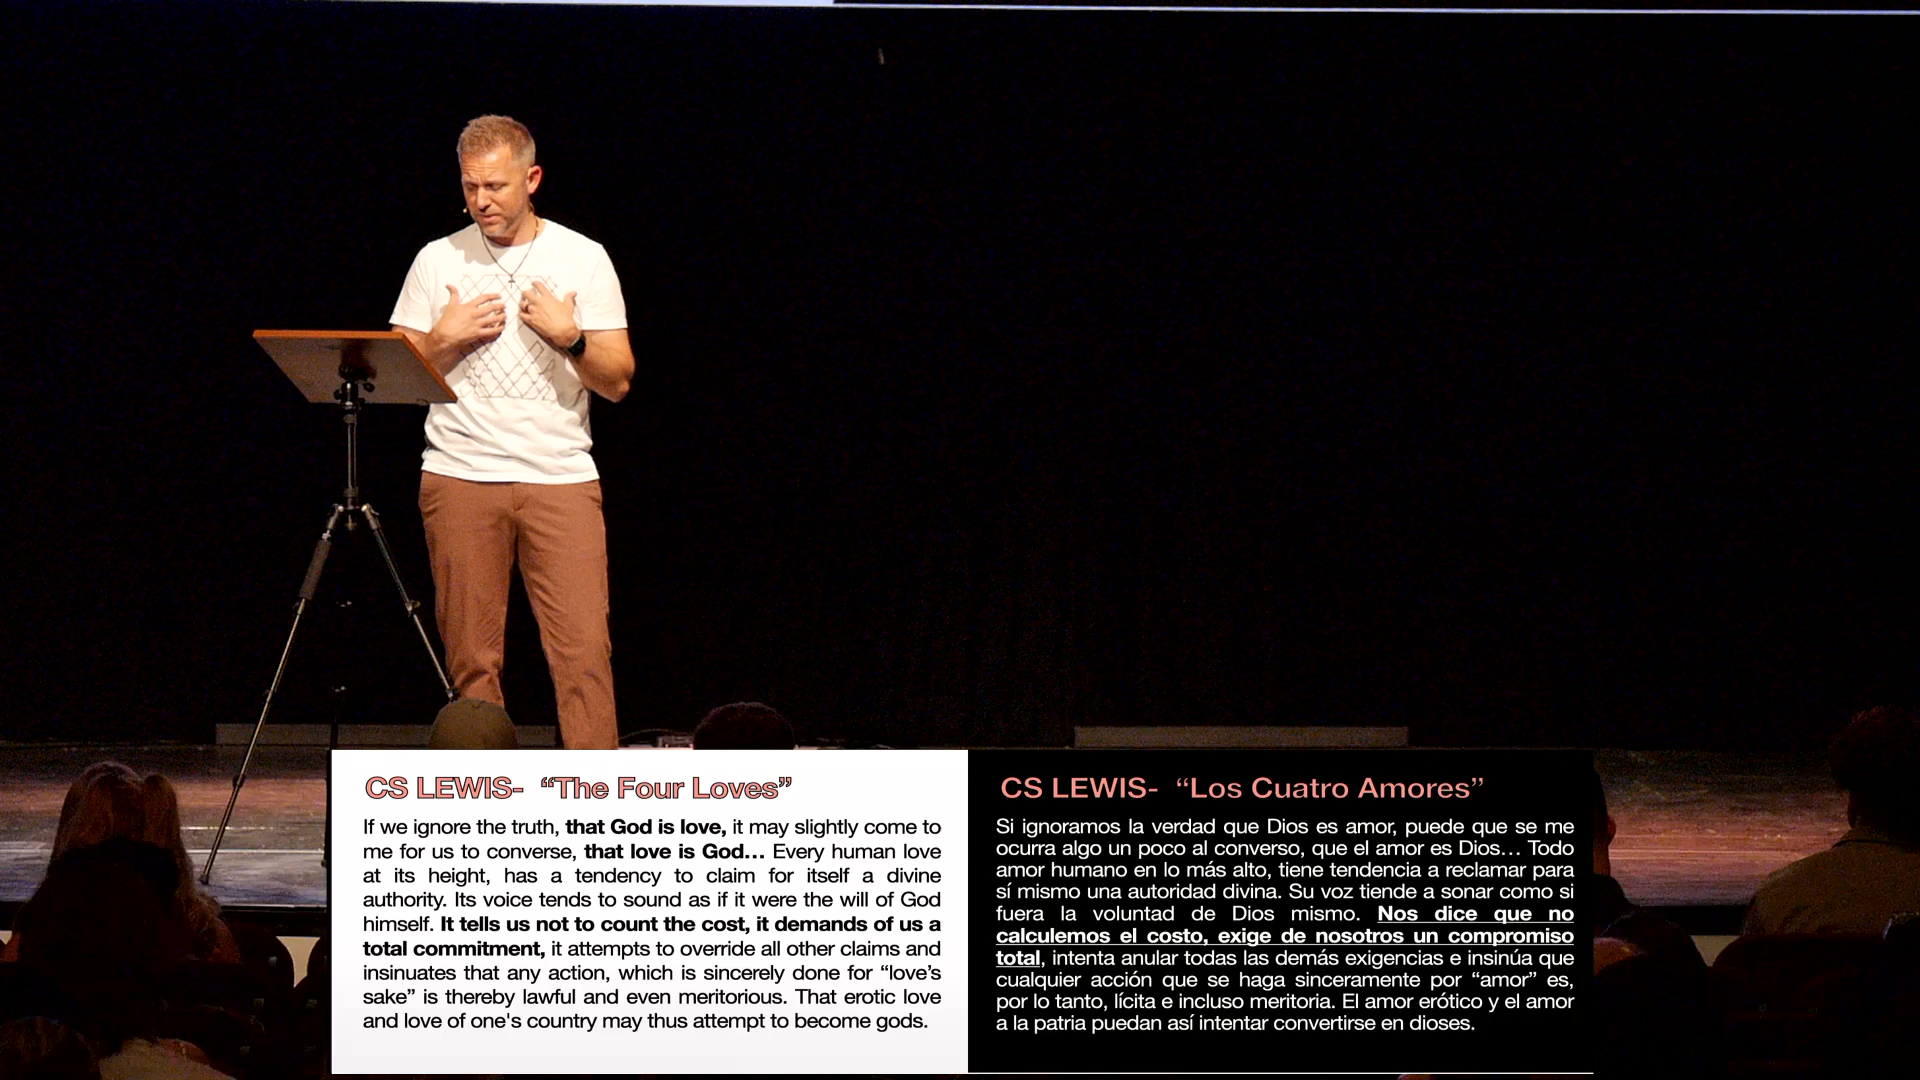 CS LEWIS- “The Four Loves”
If we ignore the truth, that God is love, it may slightly come to
me for us to converse, that love is God… Every human love
at its height, has a tendency to claim for itself a divine
authority. Its voice tends to sound as if it were the will of God
himself. It tells us not to count the cost, it demands of us a
total commitment, it attempts to override all other claims and
insinuates that any action, which is sincerely done for “love’s
sake” is thereby lawful and even meritorious. That erotic love
and love of one's country may thus attempt to become gods.
CS LEWIS- “Los Cuatro Amores”
Si ignoramos la verdad que Dios es amor, puede que se me
ocurra algo un poco al converso, que el amor es Dios… Todo
amor humano en lo más alto, tiene tendencia a reclamar para
sí mismo una autoridad divina. Su voz tiende a sonar como si
fuera la voluntad de Dios mismo. Nos dice que no
calculemos el costo, exige de nosotros un compromiso
total, intenta anular todas las demás exigencias e insinúa que
cualquier acción que se haga sinceramente por “amor” es,
por lo tanto, lícita e incluso meritoria. El amor erótico y el amor
a la patria puedan así intentar convertirse en dioses.